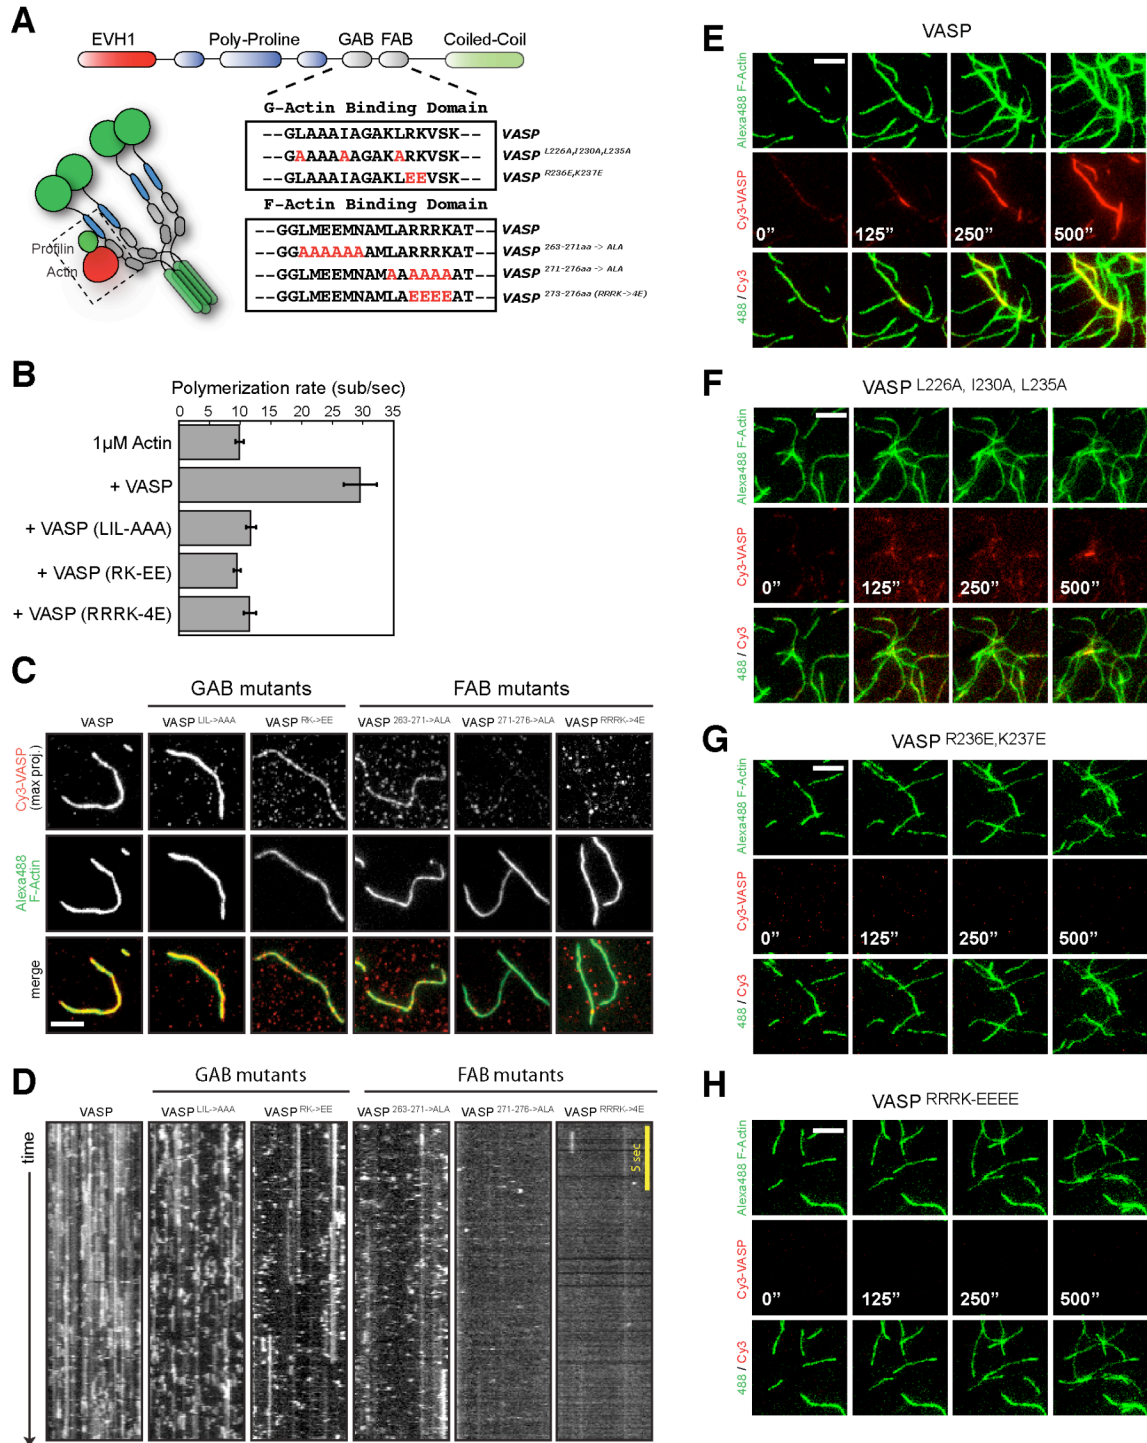 A
EVH1
Poly-Proline
GAB
FAB
Coiled-Coil
G-Actin Binding Domain
--GLAAAIAGAKLRKVSK-- VASP
--GAAAAAAGAKARKVSK-- VASP L226A,I230A,L235A
--GLAAAIAGAKLEEVSK-- VASP R236E,K237E
F-Actin Binding Domain
--GGLMEEMNAMLARRRKAT-- VASP
--GGAAAAAAAMLARRRKAT-- VASP 263-271aa -> ALA
--GGLMEEMNAMAAAAAAAT-- VASP 271-276aa -> ALA
--GGLMEEMNAMLAEEEEAT-- VASP 273-276aa (RRRK->4E)
Profilin
Actin
B
Polymerization rate (sub/sec)
0 5 10 15 20 25 30 35
1μM Actin
+ VASP
+ VASP (LIL-AAA)
+ VASP (RK-EE)
+ VASP (RRRK-4E)
C
GAB mutants
FAB mutants
VASP
VASP LIL->AAA
VASP RK->EE
VASP 263-271->ALA
VASP 271-276->ALA
VASP RRRK->4E
Cy3-VASP
(max proj.)
Alexa488
F-Actin
merge
D
GAB mutants
FAB mutants
VASP
VASP LIL->AAA
VASP RK->EE
VASP 263-271->ALA
VASP 271-276->ALA
VASP RRRK->4E
time
5 sec
E
VASP
Alexa488 F-Actin
Cy3-VASP
0" 125" 250" 500"
488 / Cy3
F
VASP L226A, I230A, L235A
Alexa488 F-Actin
Cy3-VASP
0" 125" 250" 500"
488 / Cy3
G
VASP R236E,K237E
Alexa488 F-Actin
Cy3-VASP
0" 125" 250" 500"
488 / Cy3
H
VASP RRRK-EEEE
Alexa488 F-Actin
Cy3-VASP
0" 125" 250" 500"
488 / Cy3